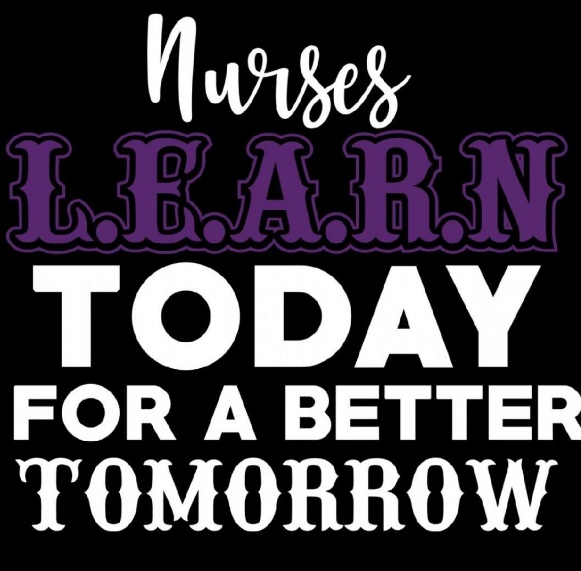 Nurses
L.E.A.R.N
TODAY
FOR A BETTER
TOMORROW